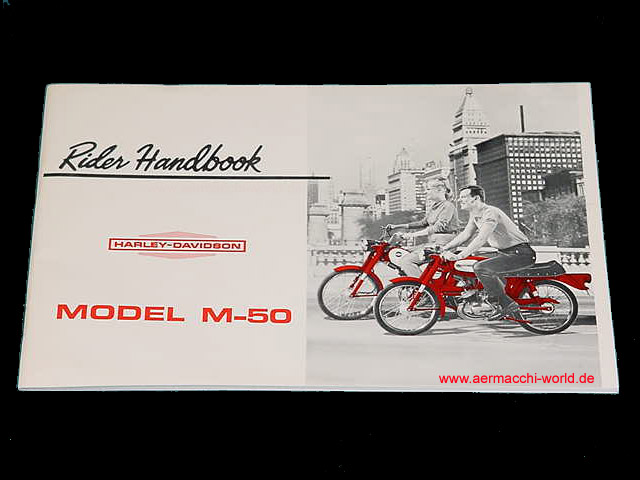 Rider Handbook
HARLEY-DAVIDSON
MODEL M-50
www.aermacchi-world.de